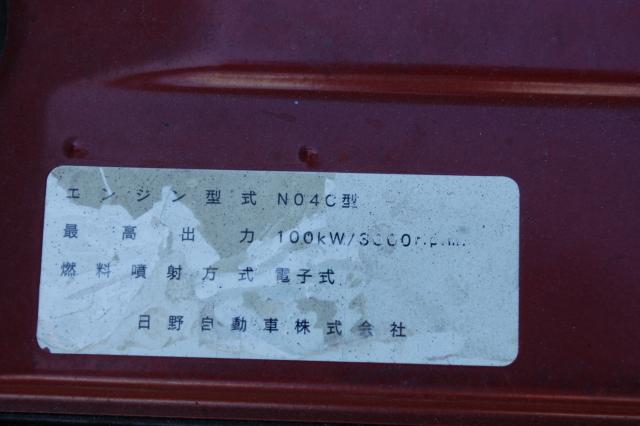 エンジン型式 N04C型
最高出力 100kW/3000r.p.m.
燃料噴射方式 電子式
日野自動車株式会社